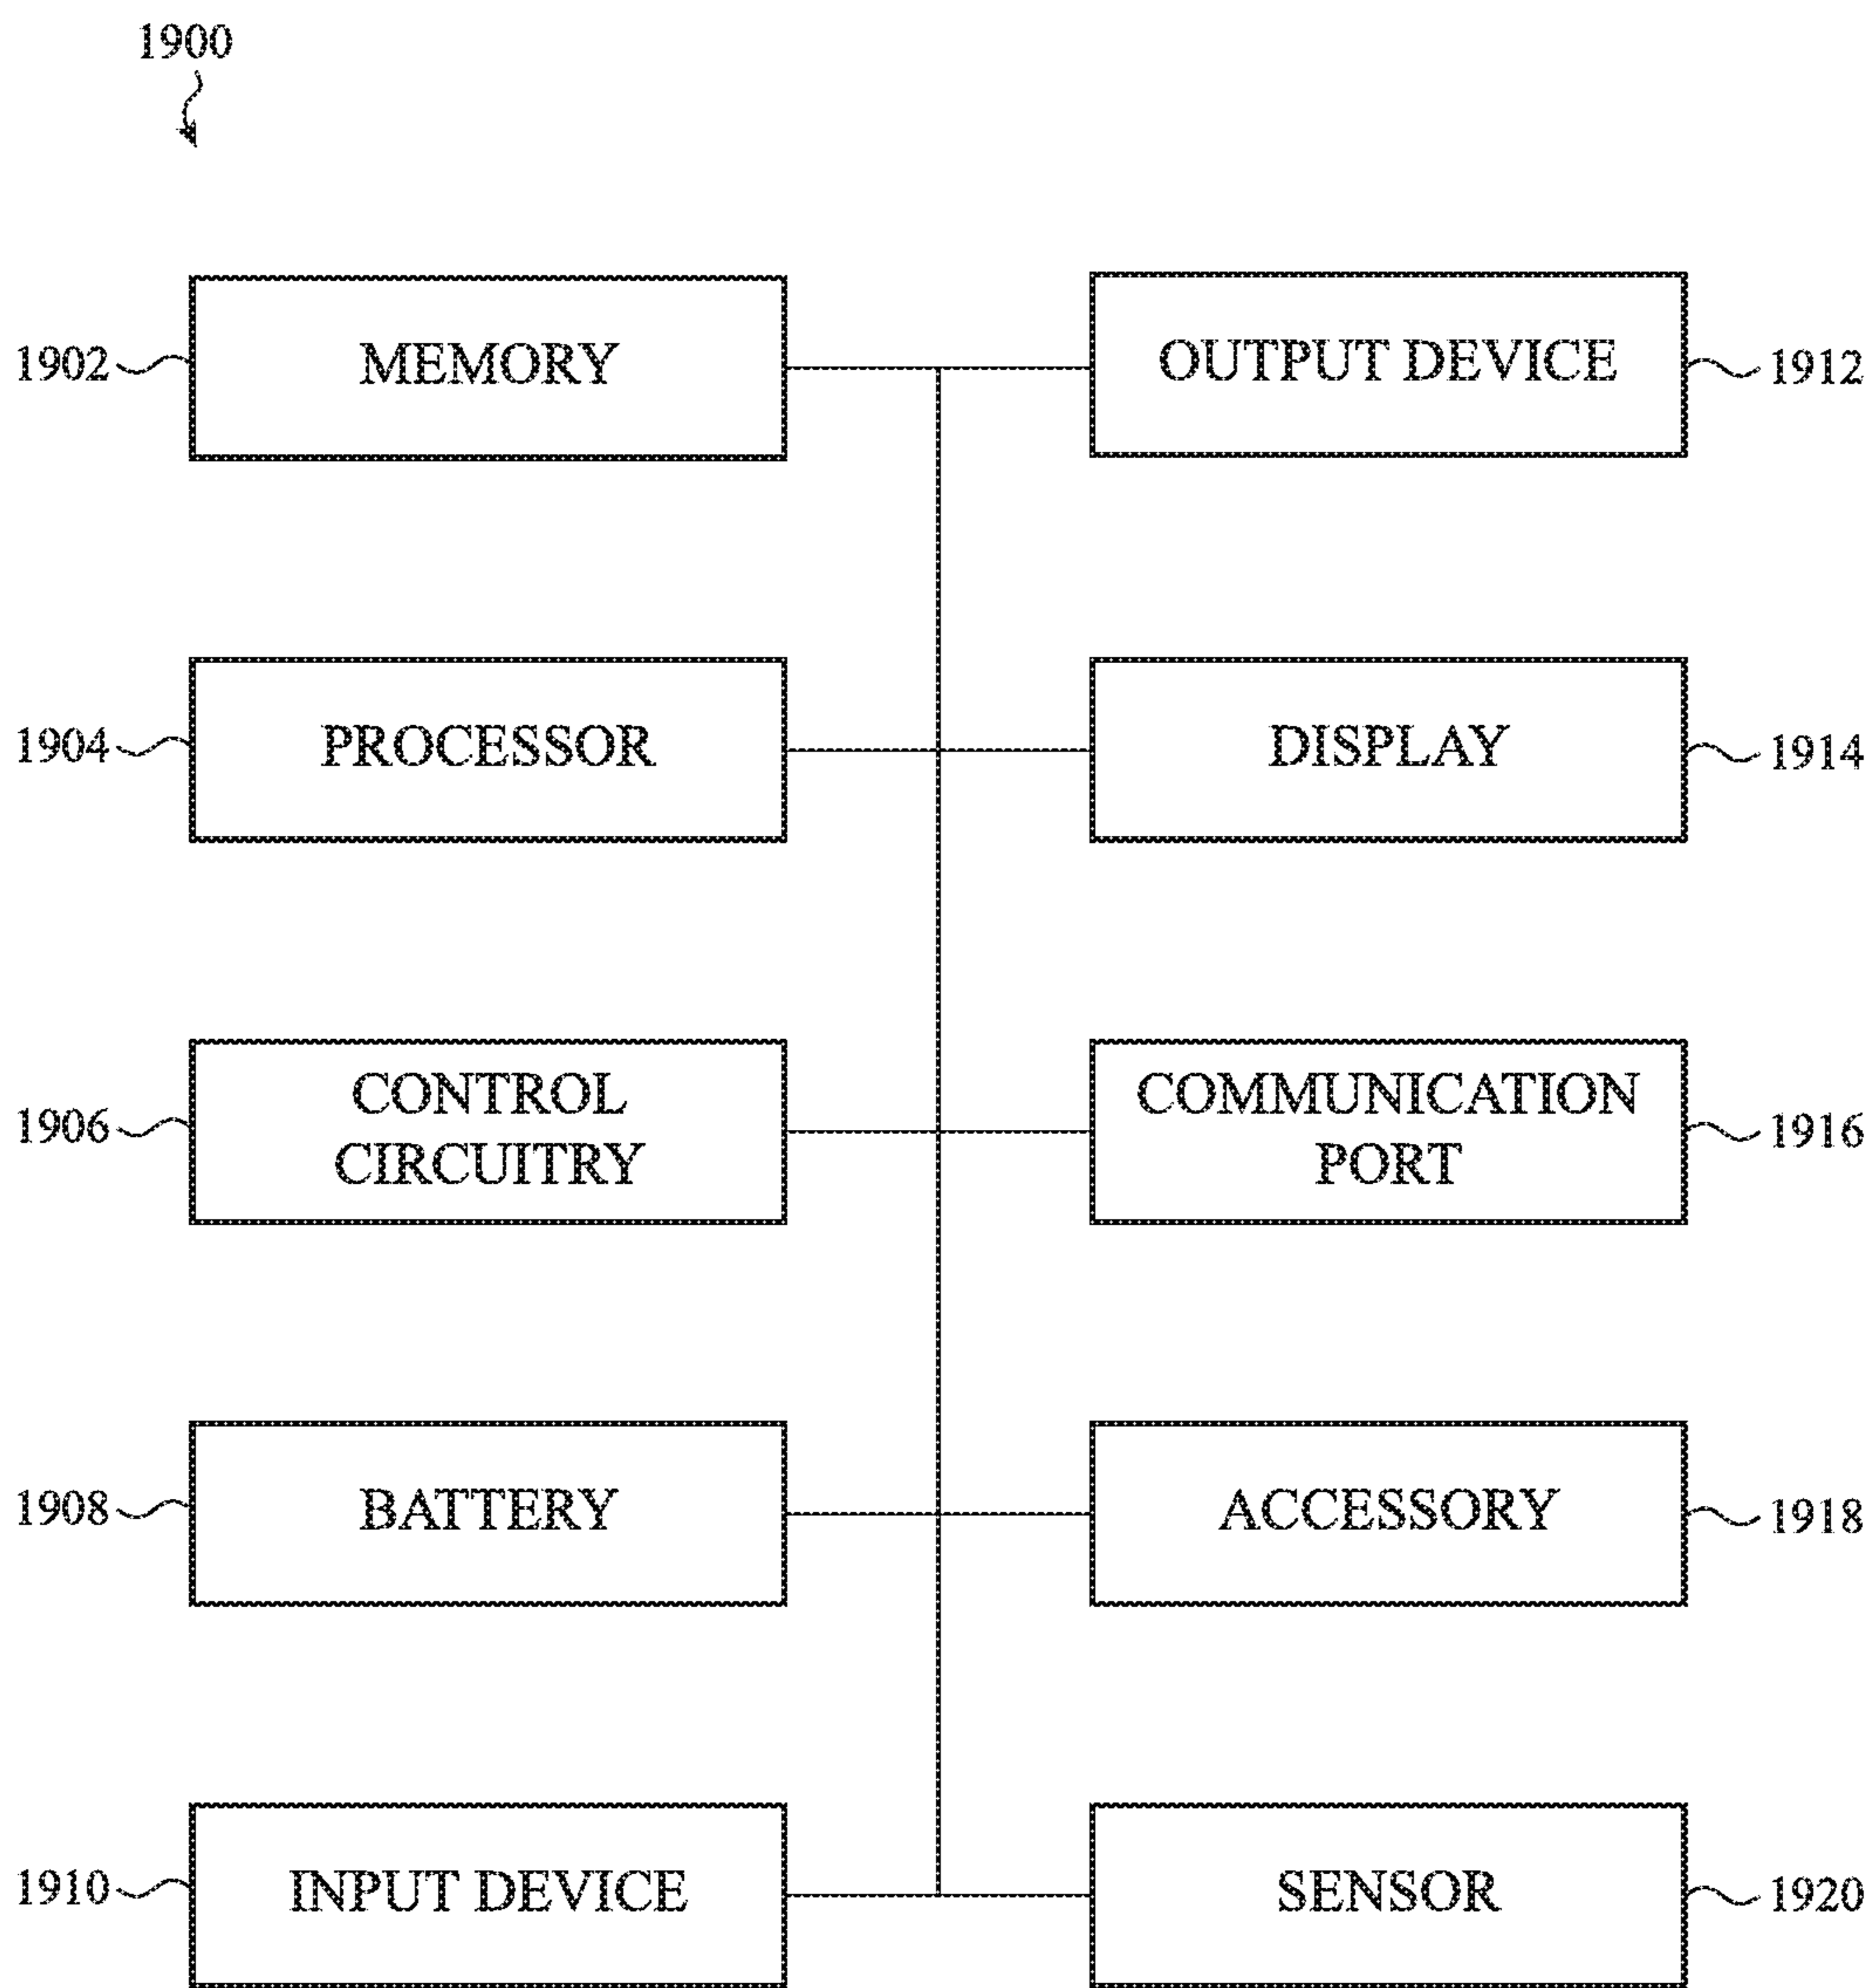 1900
1902
MEMORY
OUTPUT DEVICE
1912
1904
PROCESSOR
DISPLAY
1914
1906
CONTROL
CIRCUITRY
COMMUNICATION
PORT
1916
1908
BATTERY
ACCESSORY
1918
1910
INPUT DEVICE
SENSOR
1920